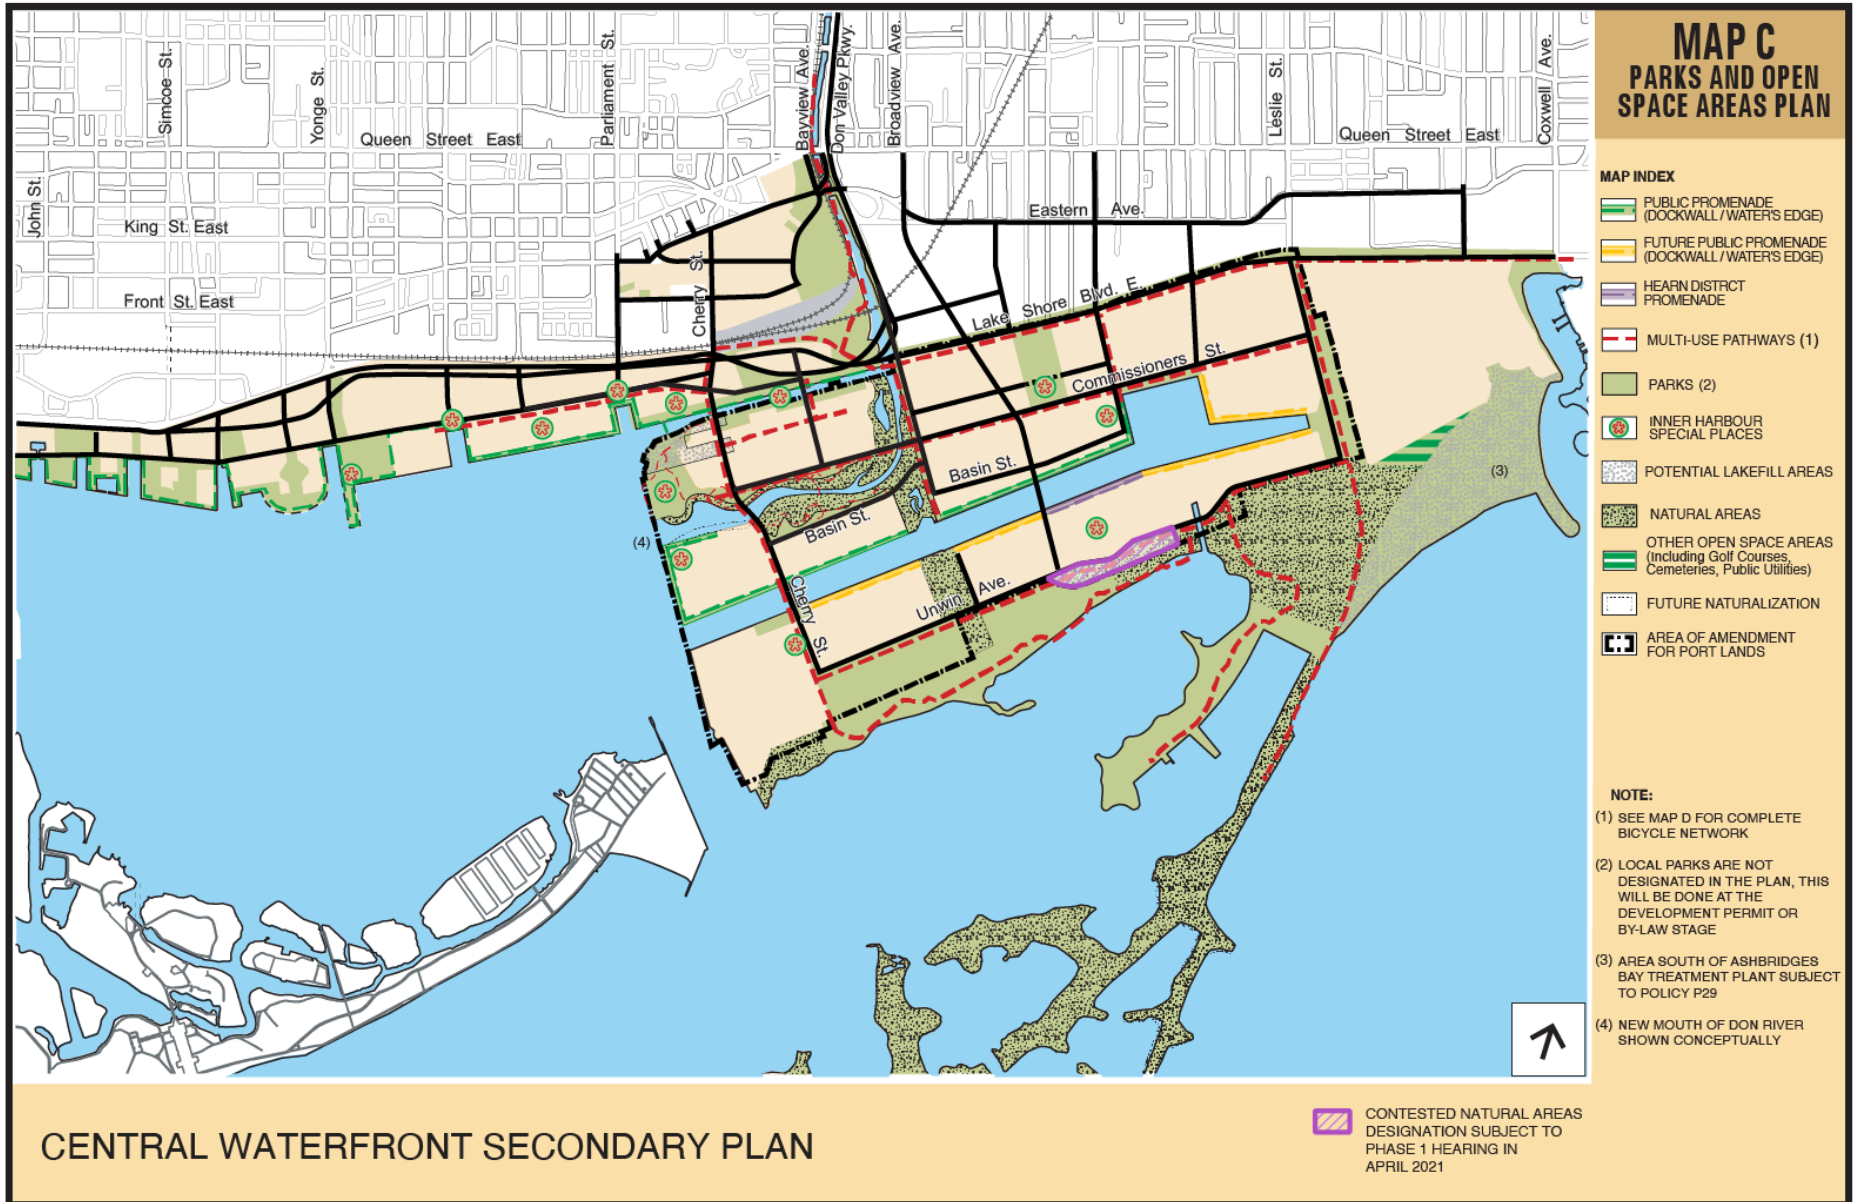 MAP C
PARKS AND OPEN
SPACE AREAS PLAN
MAP INDEX
PUBLIC PROMENADE
(DOCKWALL / WATER'S EDGE)
FUTURE PUBLIC PROMENADE
(DOCKWALL / WATER'S EDGE)
HEARN DISTRICT
PROMENADE
MULTI-USE PATHWAYS (1)
PARKS (2)
INNER HARBOUR
SPECIAL PLACES
POTENTIAL LAKEFILL AREAS
NATURAL AREAS
OTHER OPEN SPACE AREAS
(Including Golf Courses,
Cemeteries, Public Utilities)
FUTURE NATURALIZATION
AREA OF AMENDMENT
FOR PORT LANDS
NOTE:
(1) SEE MAP D FOR COMPLETE
BICYCLE NETWORK
(2) LOCAL PARKS ARE NOT
DESIGNATED IN THE PLAN, THIS
WILL BE DONE AT THE
DEVELOPMENT PERMIT OR
BY-LAW STAGE
(3) AREA SOUTH OF ASHBRIDGES
BAY TREATMENT PLANT SUBJECT
TO POLICY P29
(4) NEW MOUTH OF DON RIVER
SHOWN CONCEPTUALLY
John St.
Simcoe St.
Yonge St.
Parliament St.
Bayview Ave.
Don Valley Pkwy.
Broadview Ave.
Leslie St.
Coxwell Ave.
Queen Street East
Queen Street East
King St. East
Eastern Ave.
Front St. East
Cherry St.
Lake Shore Blvd. E.
Commissioners St.
Basin St.
Basin St.
(3)
(4)
Cherry St.
Unwin Ave.
CENTRAL WATERFRONT SECONDARY PLAN
CONTESTED NATURAL AREAS
DESIGNATION SUBJECT TO
PHASE 1 HEARING IN
APRIL 2021